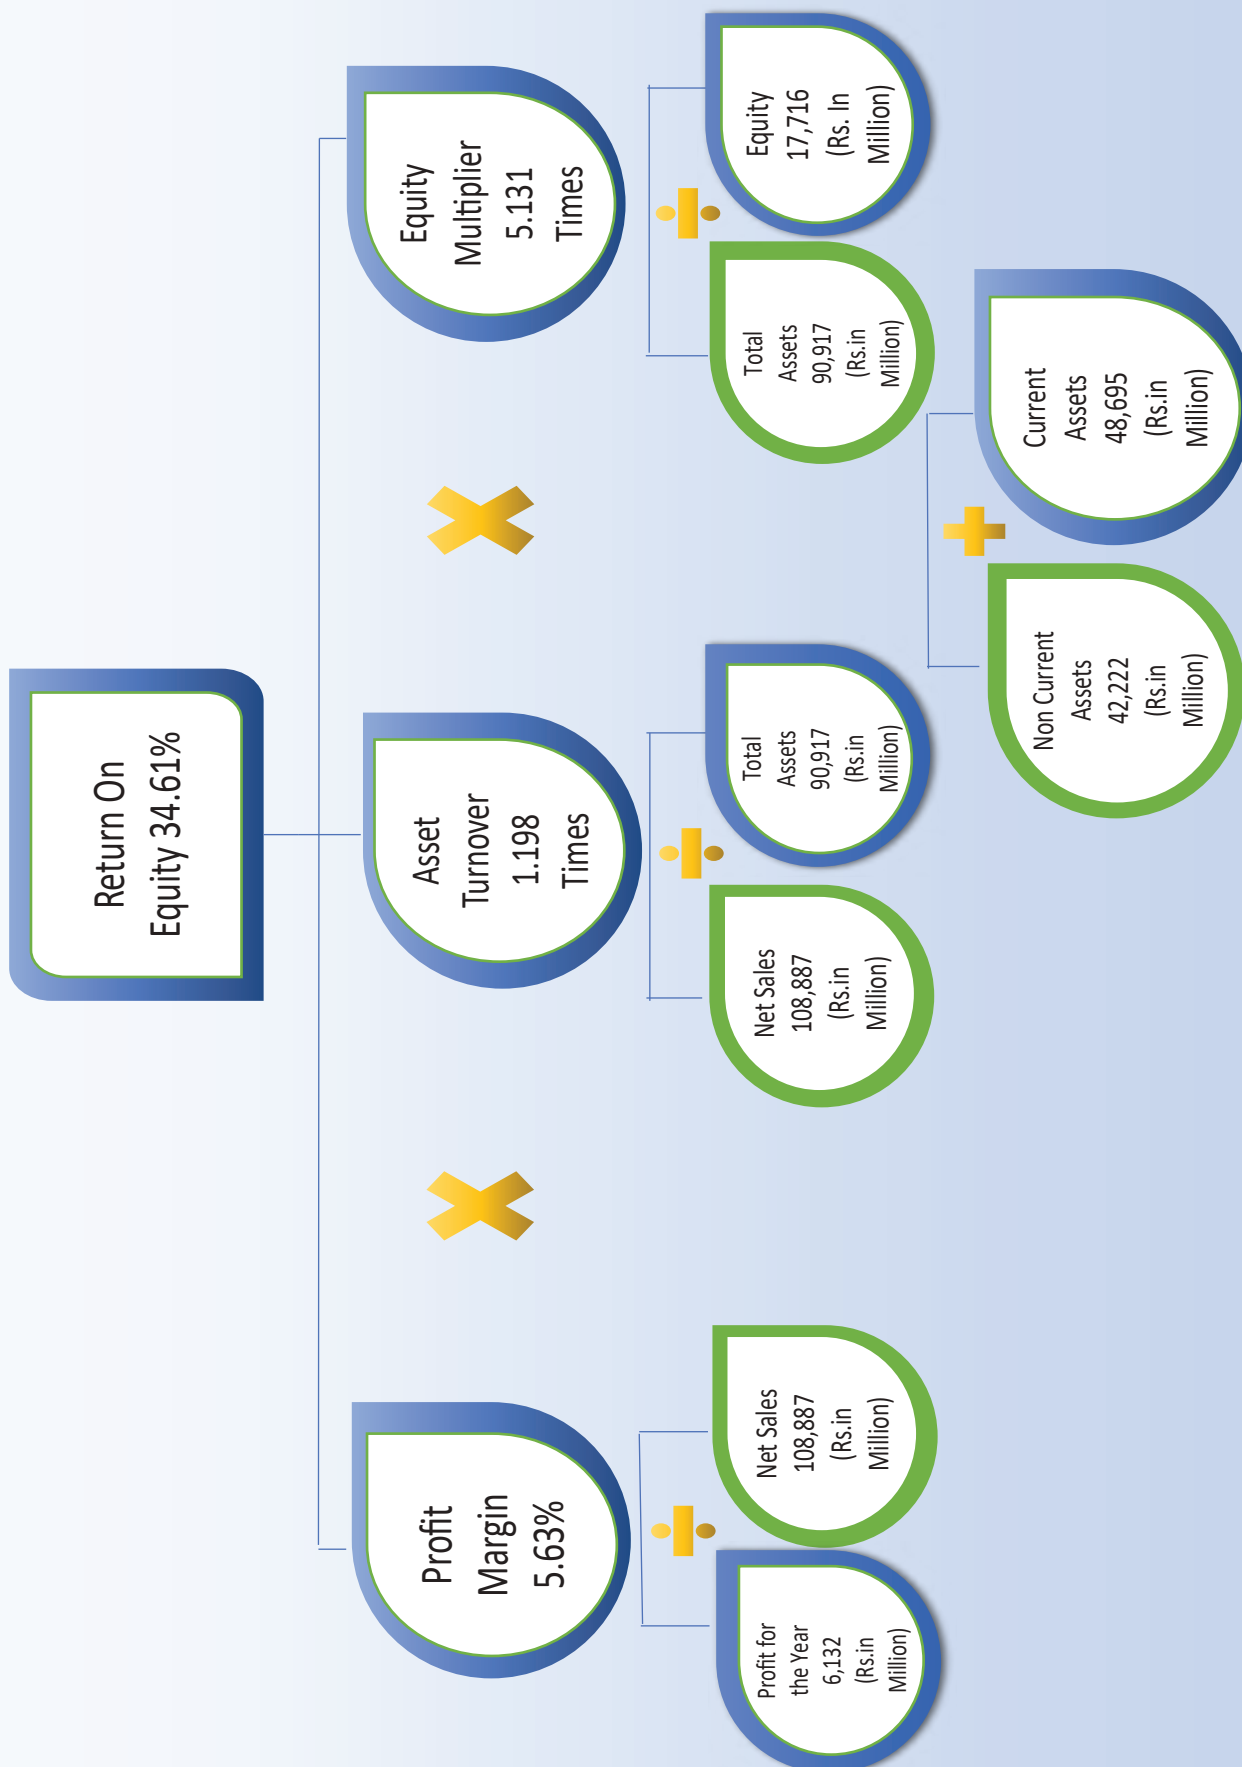 Return On
Equity 34.61%
Profit
Margin
5.63%
Asset
Turnover
1.198
Times
Equity
Multiplier
5.131
Times
Profit for
the Year
6,132
(Rs.in
Million)
Net Sales
108,887
(Rs.in
Million)
Net Sales
108,887
(Rs.in
Million)
Total
Assets
90,917
(Rs.in
Million)
Total
Assets
90,917
(Rs.in
Million)
Equity
17,716
(Rs. In
Million)
Non Current
Assets
42,222
(Rs.in
Million)
Current
Assets
48,695
(Rs.in
Million)